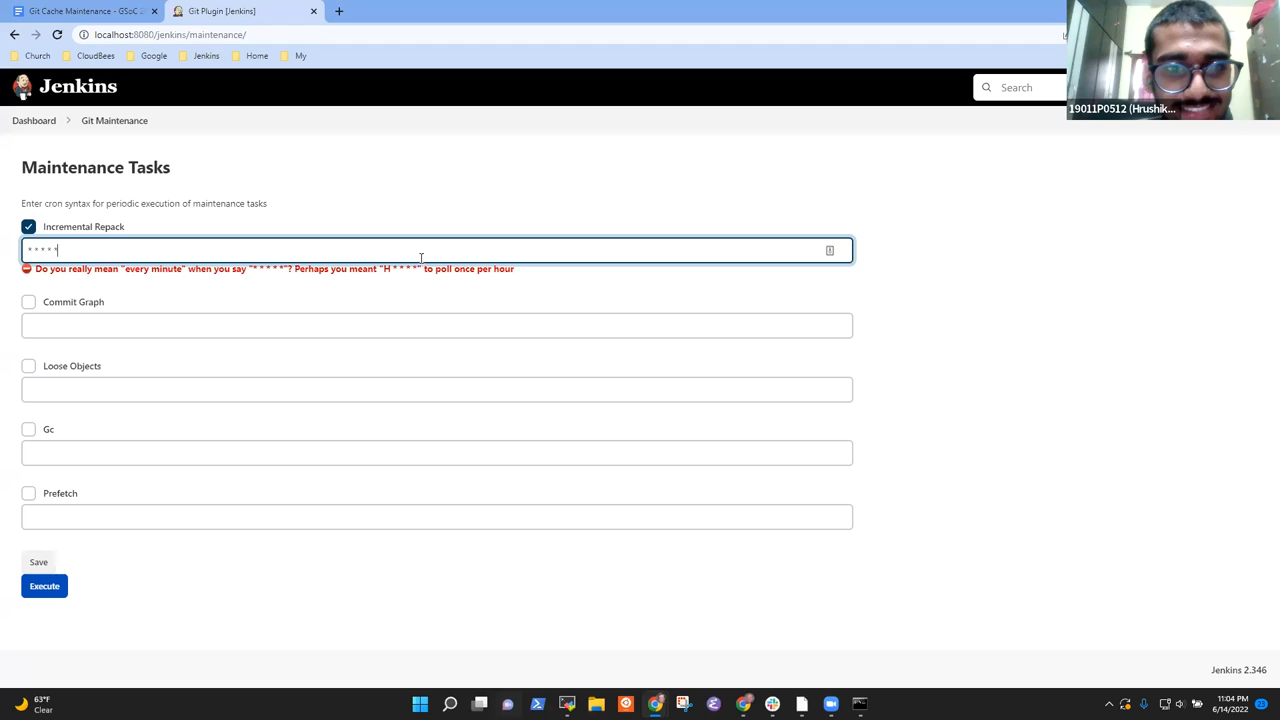 Git Cache Maintenance - GSoC
Git Plugin [Jenkins]
localhost:8080/jenkins/maintenance/
Church
CloudBees
Google
Jenkins
Home
My
Jenkins
Search
19011P0512 (Hrushik...
Dashboard
Git Maintenance
Maintenance Tasks
Enter cron syntax for periodic execution of maintenance tasks
Incremental Repack
* * * * *
Do you really mean "every minute" when you say "* * * * *"? Perhaps you meant "H * * * *" to poll once per hour
Commit Graph
Loose Objects
Gc
Prefetch
Save
Execute
Jenkins 2.346
63°F
Clear
11:04 PM
6/14/2022